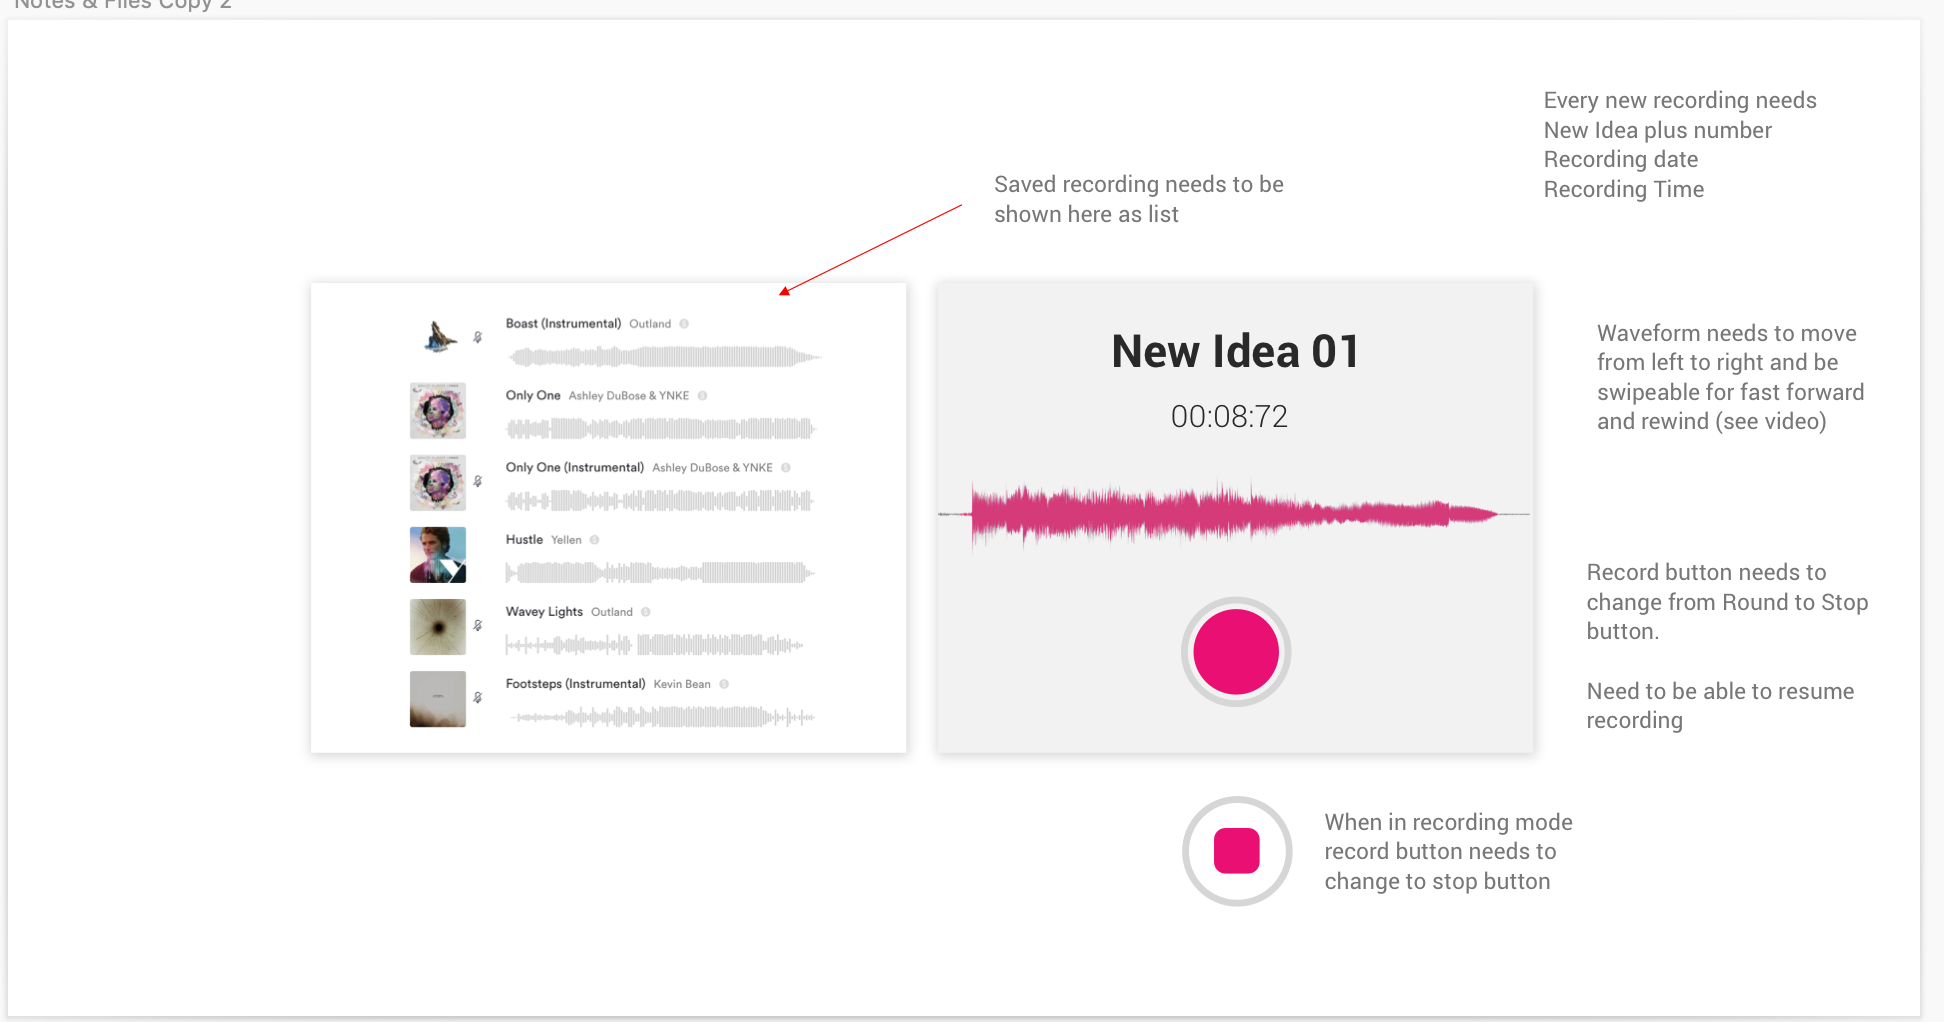 Notes & Files Copy 2
Every new recording needs
New Idea plus number
Recording date
Recording Time
Saved recording needs to be
shown here as list
Boast (Instrumental) Outland
Only One Ashley DuBose & YNKE
Only One (Instrumental) Ashley DuBose & YNKE
Hustle Yellen
Wavey Lights Outland
Footsteps (Instrumental) Kevin Bean
New Idea 01
00:08:72
Waveform needs to move
from left to right and be
swipeable for fast forward
and rewind (see video)
Record button needs to
change from Round to Stop
button.
Need to be able to resume
recording
When in recording mode
record button needs to
change to stop button